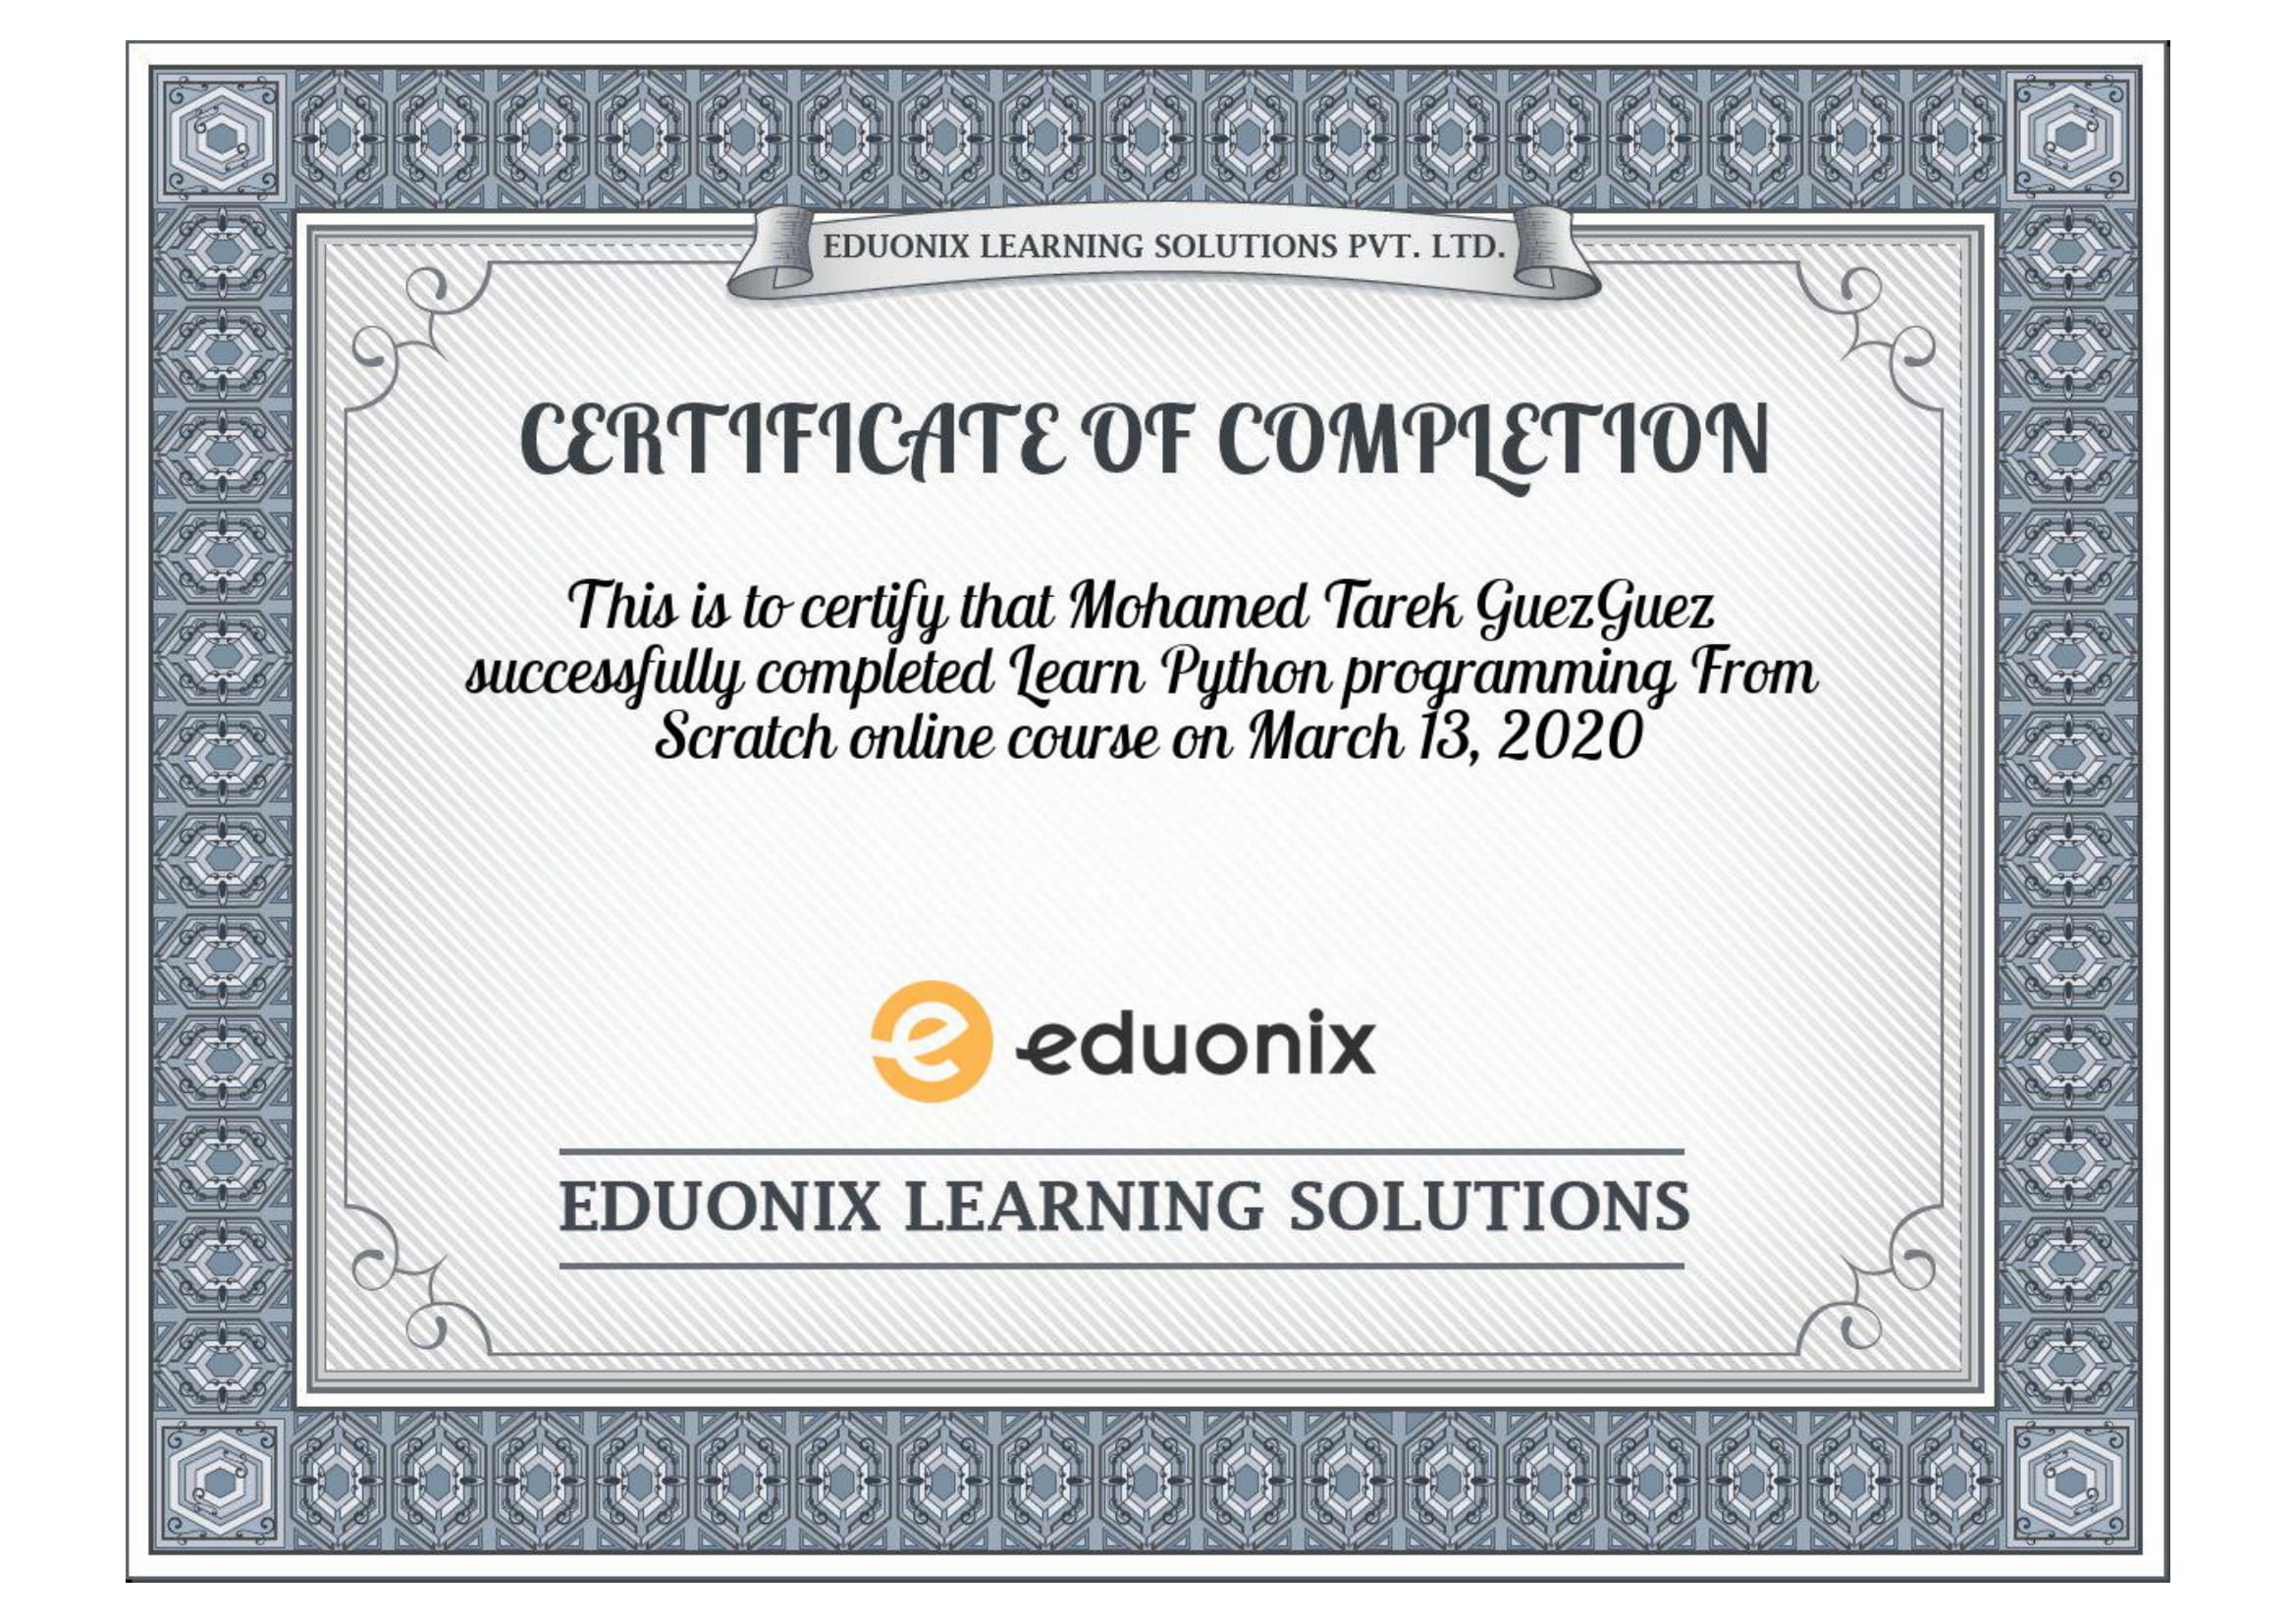 EDUONIX LEARNING SOLUTIONS PVT. LTD.
CERTIFICATE OF COMPLETION
This is to certify that Mohamed Tarek GuezGuez
successfully completed Learn Python programming From
Scratch online course on March 13, 2020
e eduonix
EDUONIX LEARNING SOLUTIONS